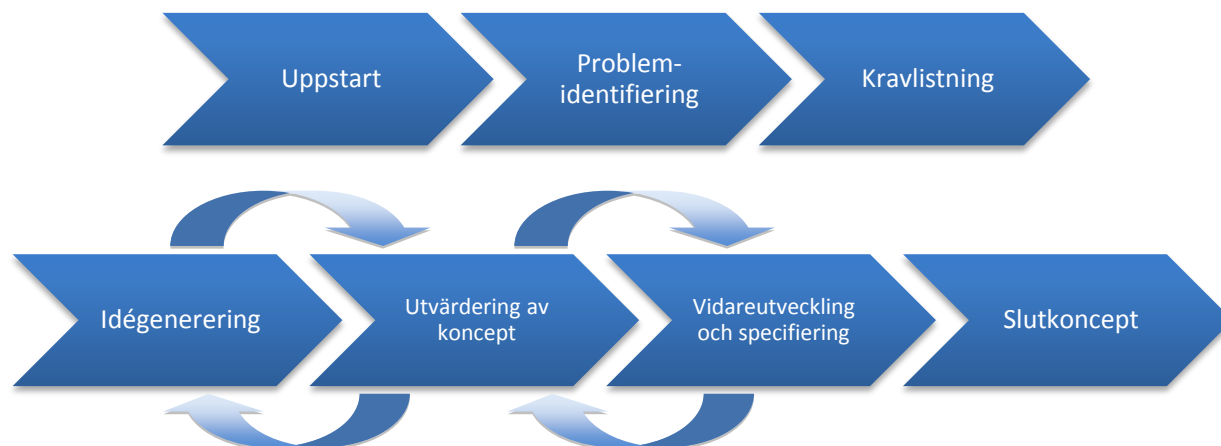 Uppstart
Problem-
identifiering
Kravlistning
Idégenerering
Utvärdering av
koncept
Vidareutveckling
och specifiering
Slutkoncept